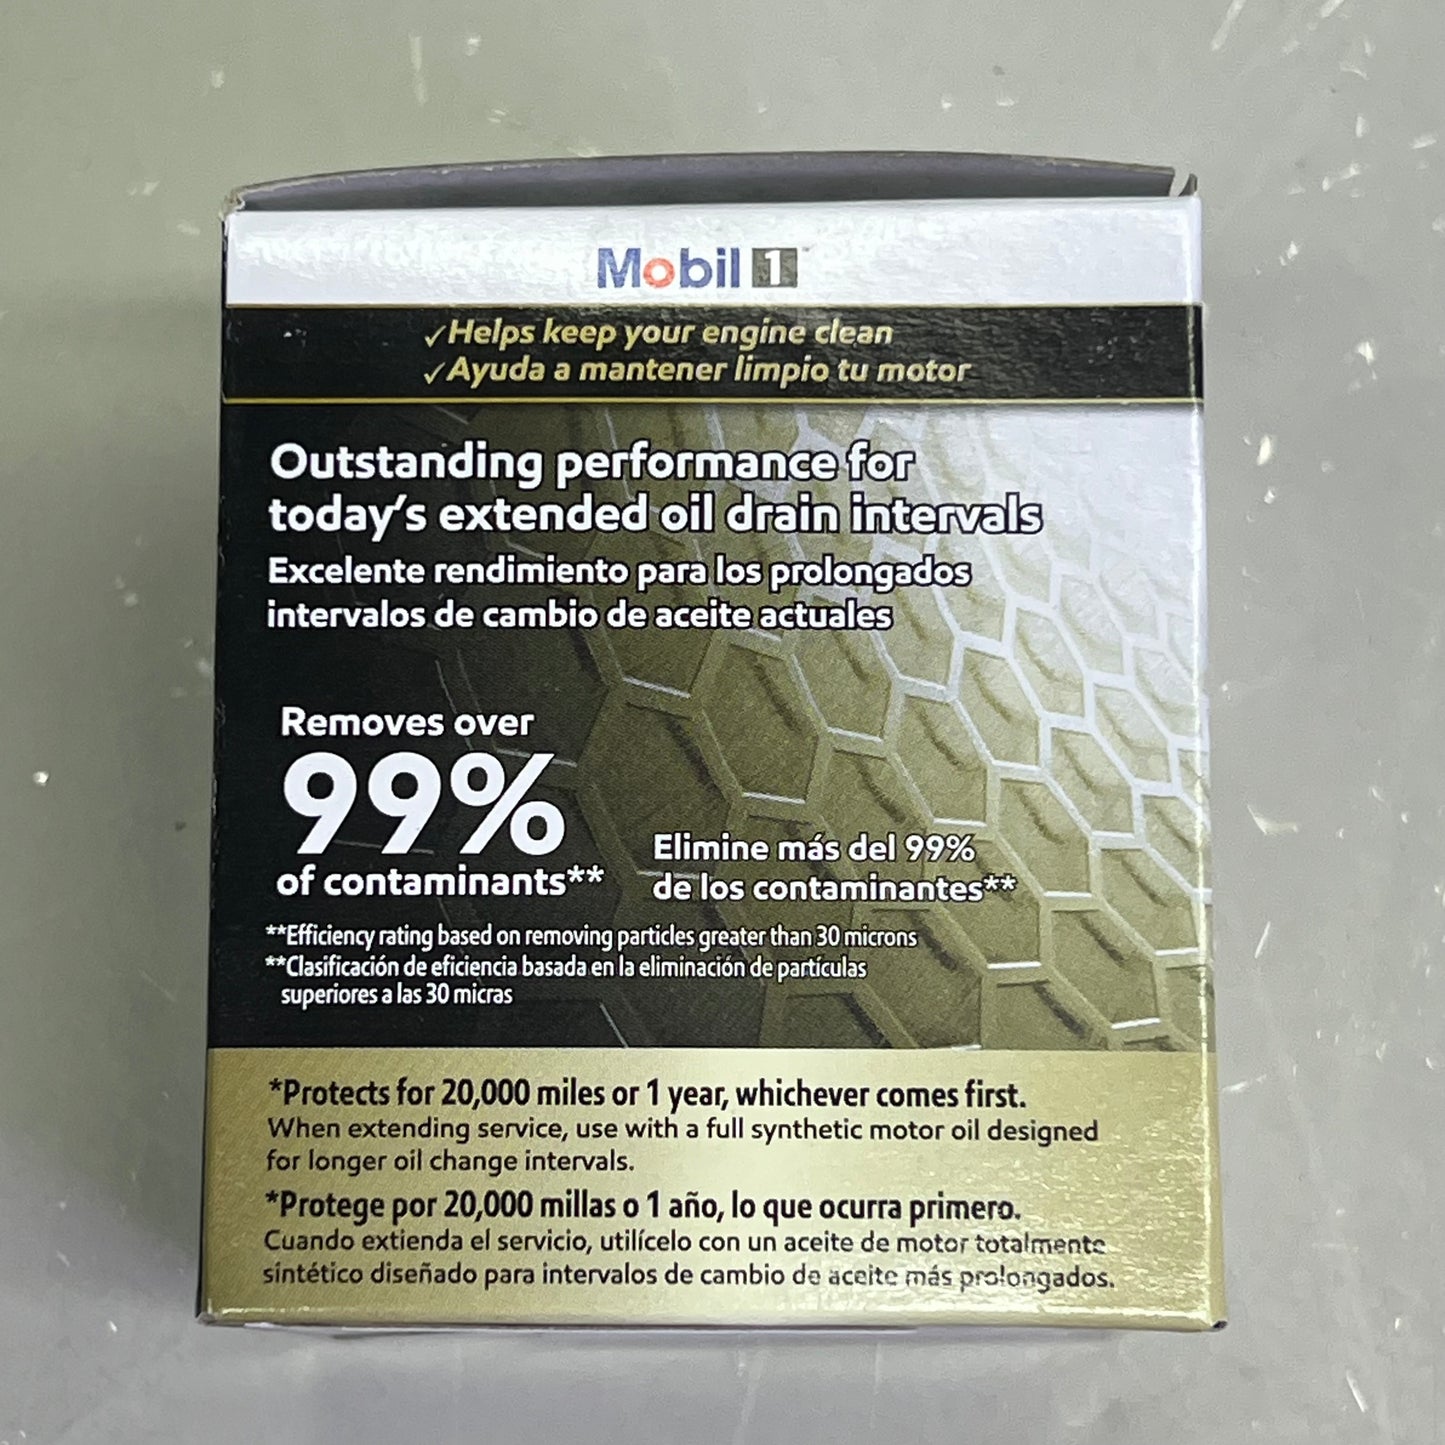 Mobil 1™
✓Helps keep your engine clean
✓Ayuda a mantener limpio tu motor
Outstanding performance for
today's extended oil drain intervals
Excelente rendimiento para los prolongados
intervalos de cambio de aceite actuales
Removes over
99%
of contaminants**
Elimine más del 99%
de los contaminantes**
**Efficiency rating based on removing particles greater than 30 microns
**Clasificación de eficiencia basada en la eliminación de partículas
superiores a las 30 micras
*Protects for 20,000 miles or 1 year, whichever comes first.
When extending service, use with a full synthetic motor oil designed
for longer oil change intervals.
*Protege por 20,000 millas o 1 año, lo que ocurra primero.
Cuando extienda el servicio, utilícelo con un aceite de motor totalmente
sintético diseñado para intervalos de cambio de aceite más prolongados.